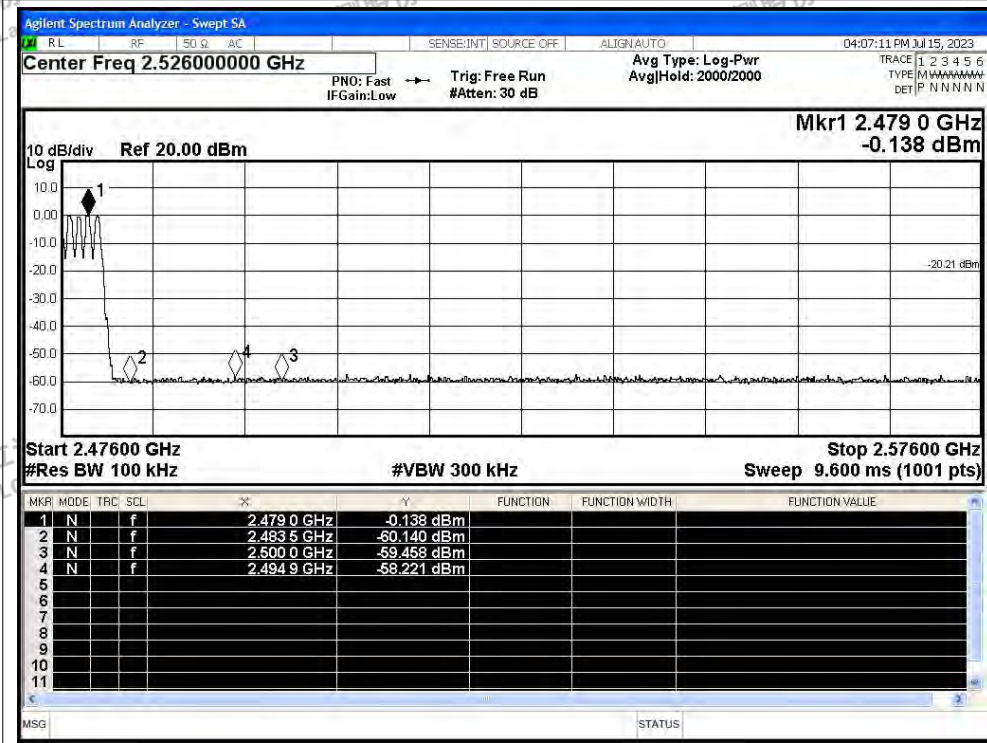 Agilent Spectrum Analyzer - Swept SA
RL RF 50 Ω AC SENSE:INT SOURCE OFF ALIGNAUTO 04:07:11 PM Jul 15, 2023
Center Freq 2.526000000 GHz
PNO: Fast
IFGain:Low
Trig: Free Run
#Atten: 30 dB
Avg Type: Log-Pwr
Avg|Hold: 2000/2000
TRACE 1 2 3 4 5 6
TYPE M
DET P N N N N N
Mkr1 2.479 0 GHz
-0.138 dBm
10 dB/div Ref 20.00 dBm
Log
10.0
0.00
-10.0
-20.0
-30.0
-40.0
-50.0
-60.0
-70.0
1
2
4
3
-20.21 dBm
Start 2.47600 GHz Stop 2.57600 GHz
#Res BW 100 kHz #VBW 300 kHz Sweep 9.600 ms (1001 pts)
MKR MODE TRC SCL X Y FUNCTION FUNCTION WIDTH FUNCTION VALUE
1 N f 2.479 0 GHz -0.138 dBm
2 N f 2.483 5 GHz -60.140 dBm
3 N f 2.500 0 GHz -59.458 dBm
4 N f 2.494 9 GHz -58.221 dBm
5
6
7
8
9
10
11
MSG STATUS